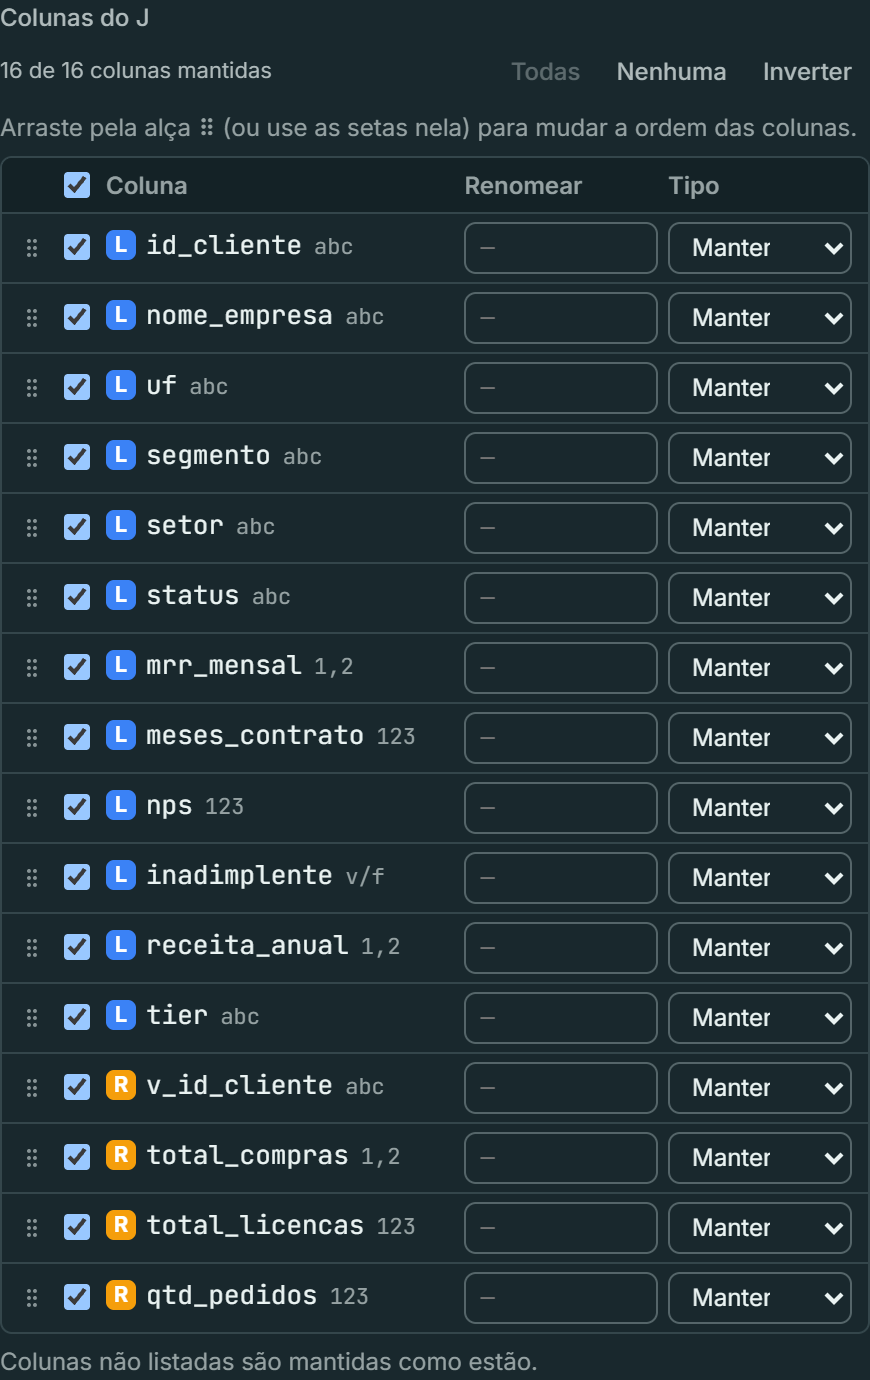 Colunas do J
16 de 16 colunas mantidas Todas Nenhuma Inverter
Arraste pela alça ⠿ (ou use as setas nela) para mudar a ordem das colunas.
Coluna Renomear Tipo
L id_cliente abc — Manter
L nome_empresa abc — Manter
L uf abc — Manter
L segmento abc — Manter
L setor abc — Manter
L status abc — Manter
L mrr_mensal 1,2 — Manter
L meses_contrato 123 — Manter
L nps 123 — Manter
L inadimplente v/f — Manter
L receita_anual 1,2 — Manter
L tier abc — Manter
R v_id_cliente abc — Manter
R total_compras 1,2 — Manter
R total_licencas 123 — Manter
R qtd_pedidos 123 — Manter
Colunas não listadas são mantidas como estão.